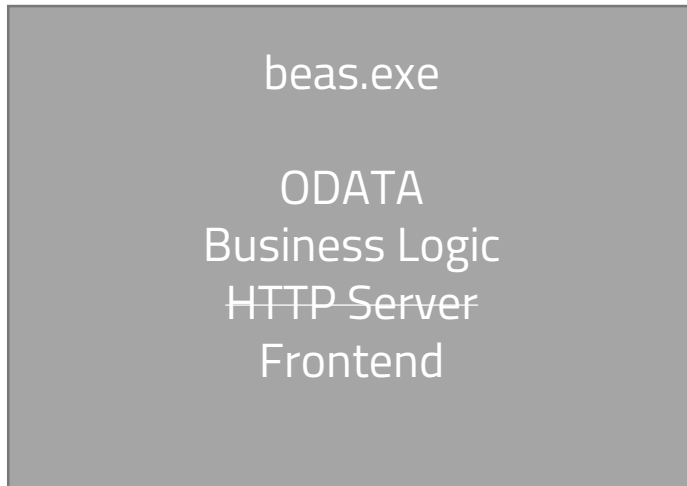 beas.exe
ODATA
Business Logic
HTTP Server
Frontend